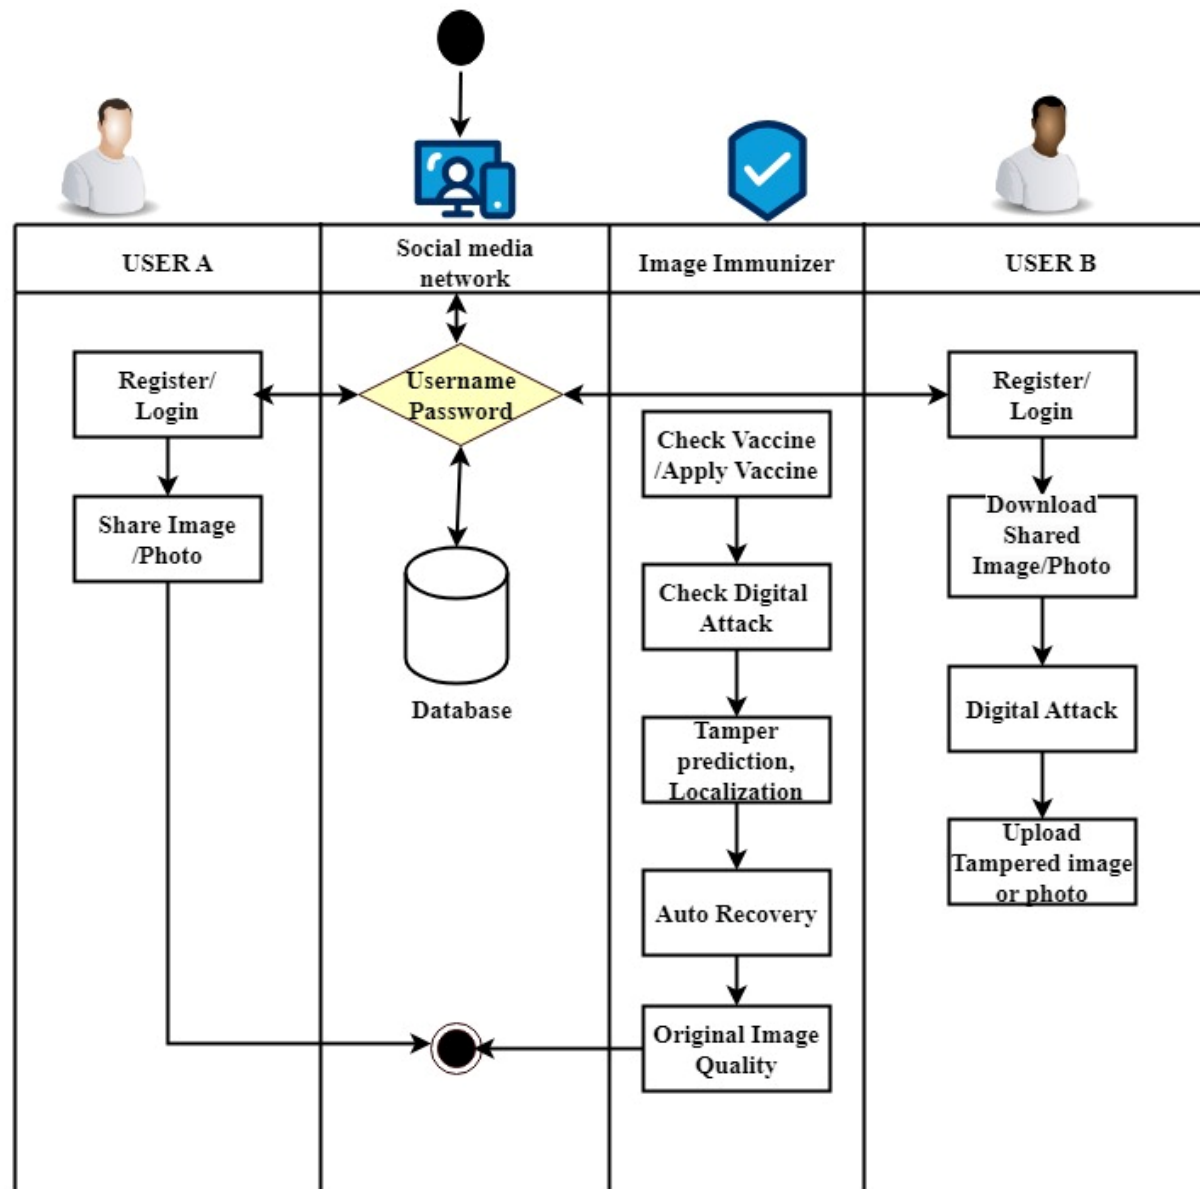 USER A
Social media
network
Image Immunizer
USER B
Register/
Login
Share Image
/Photo
Username
Password
Database
Check Vaccine
/Apply Vaccine
Check Digital
Attack
Tamper
prediction,
Localization
Auto Recovery
Original Image
Quality
Register/
Login
Download
Shared
Image/Photo
Digital Attack
Upload
Tampered image
or photo